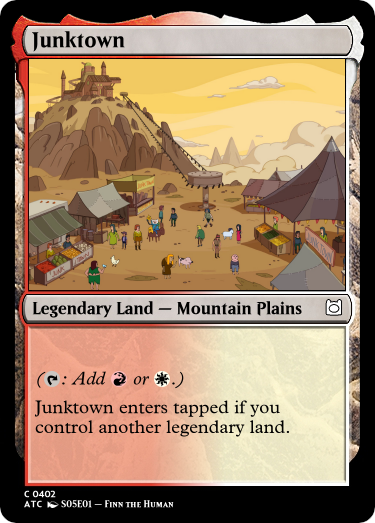 Junktown
Legendary Land — Mountain Plains
(: Add or .)
Junktown enters tapped if you
control another legendary land.
C 0402
ATC S05E01 — Finn the Human